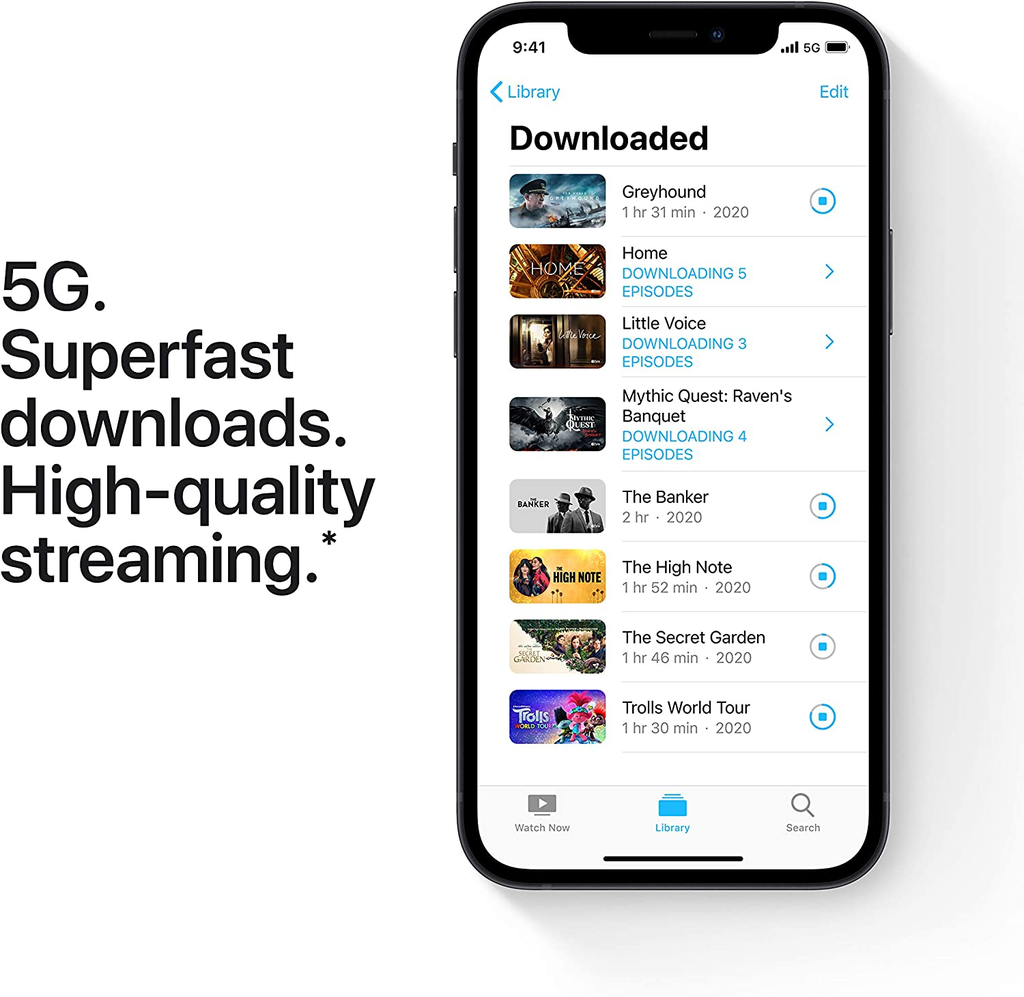 5G.
Superfast
downloads.
High-quality
streaming.*
9:41
5G
Library
Edit
Downloaded
GREYHOUND
Greyhound
1 hr 31 min · 2020
HOME
Home
DOWNLOADING 5
EPISODES
Little Voice
Little Voice
DOWNLOADING 3
EPISODES
MYTHIC
QUEST
Mythic Quest: Raven's
Banquet
DOWNLOADING 4
EPISODES
THE
BANKER
The Banker
2 hr · 2020
THE
HIGH NOTE
The High Note
1 hr 52 min · 2020
THE
SECRET
GARDEN
The Secret Garden
1 hr 46 min · 2020
Trolls
WORLD TOUR
Trolls World Tour
1 hr 30 min · 2020
Watch Now
Library
Search